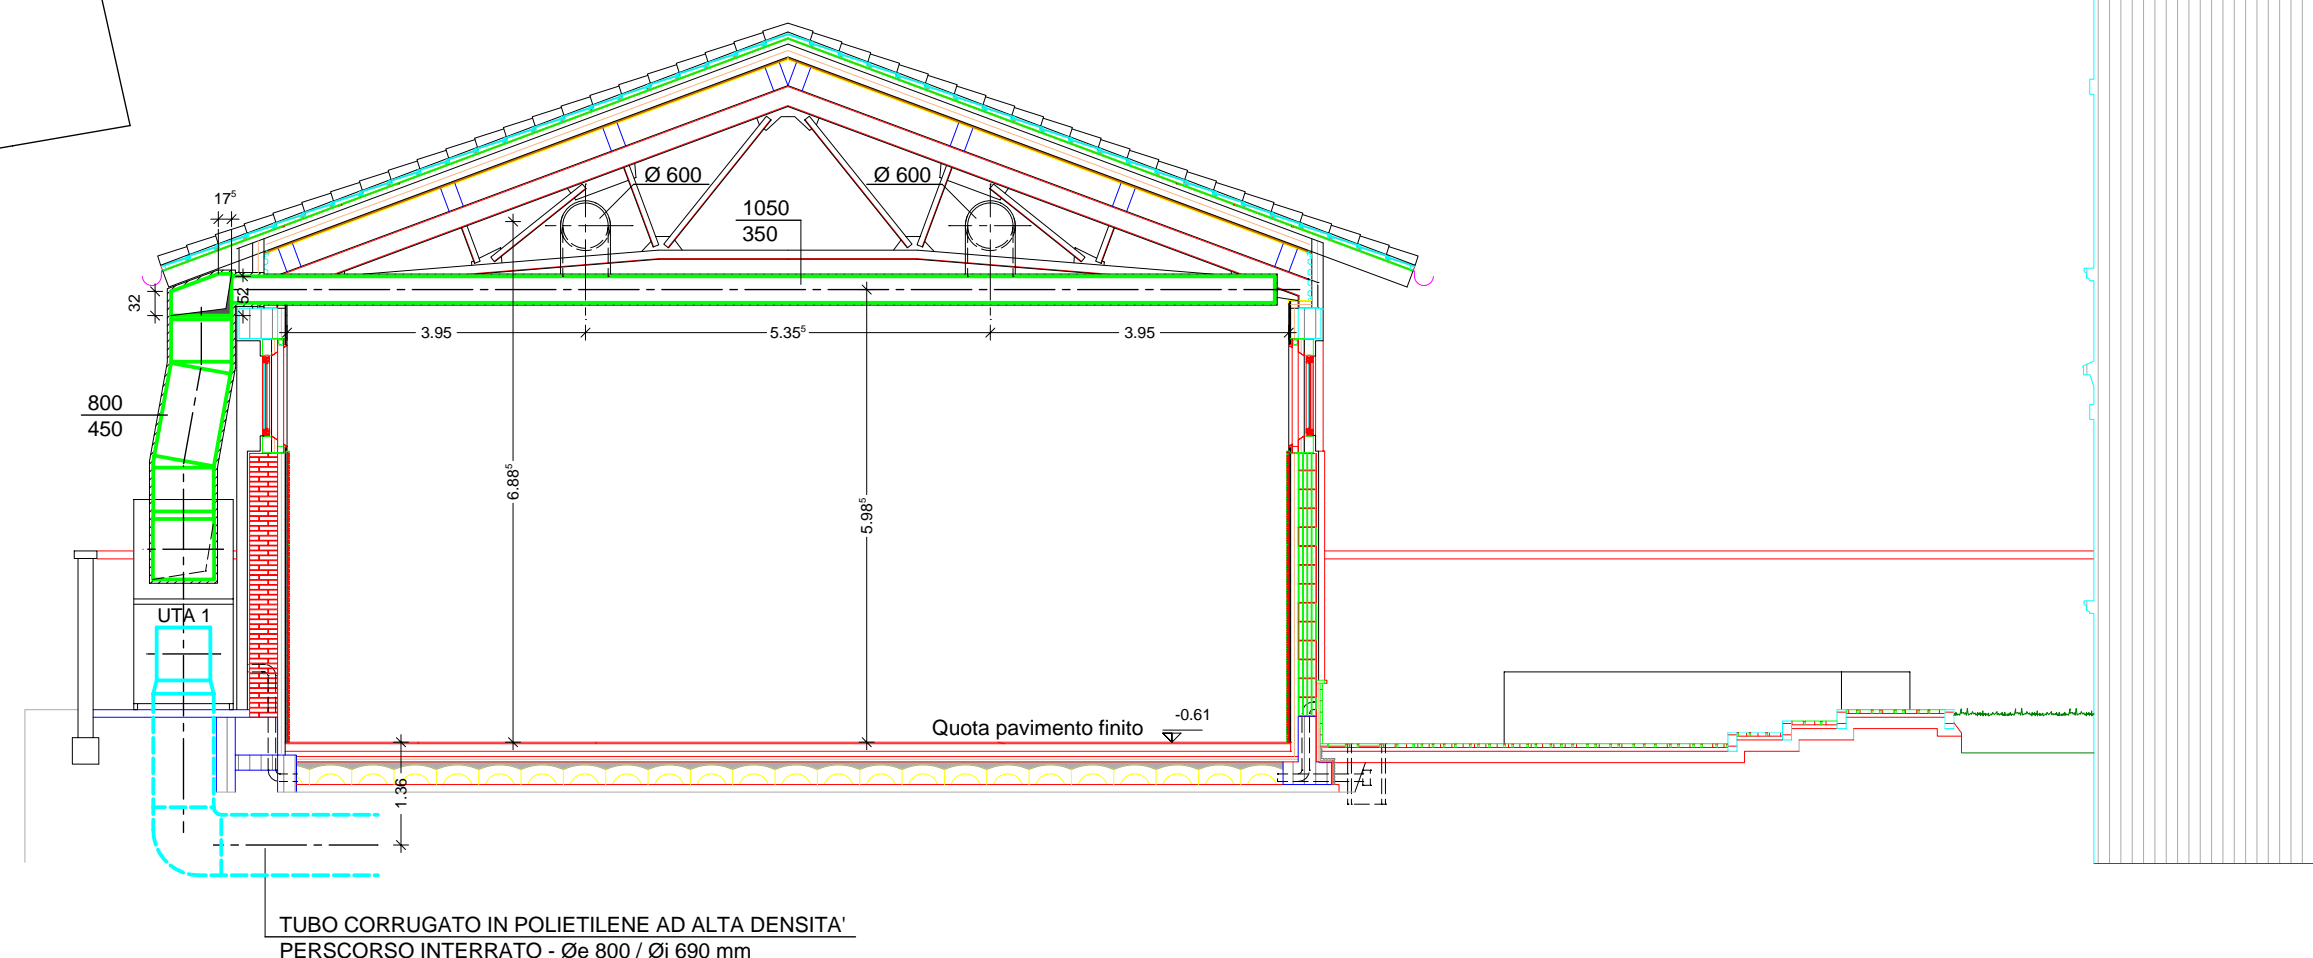 Ø 600
Ø 600
17⁵
1050
350
32
52
3.95
5.35⁵
3.95
800
450
6.88⁵
5.98⁵
UTA 1
Quota pavimento finito
-0.61
1.36
TUBO CORRUGATO IN POLIETILENE AD ALTA DENSITA'
PERSCORSO INTERRATO - Øe 800 / Øi 690 mm